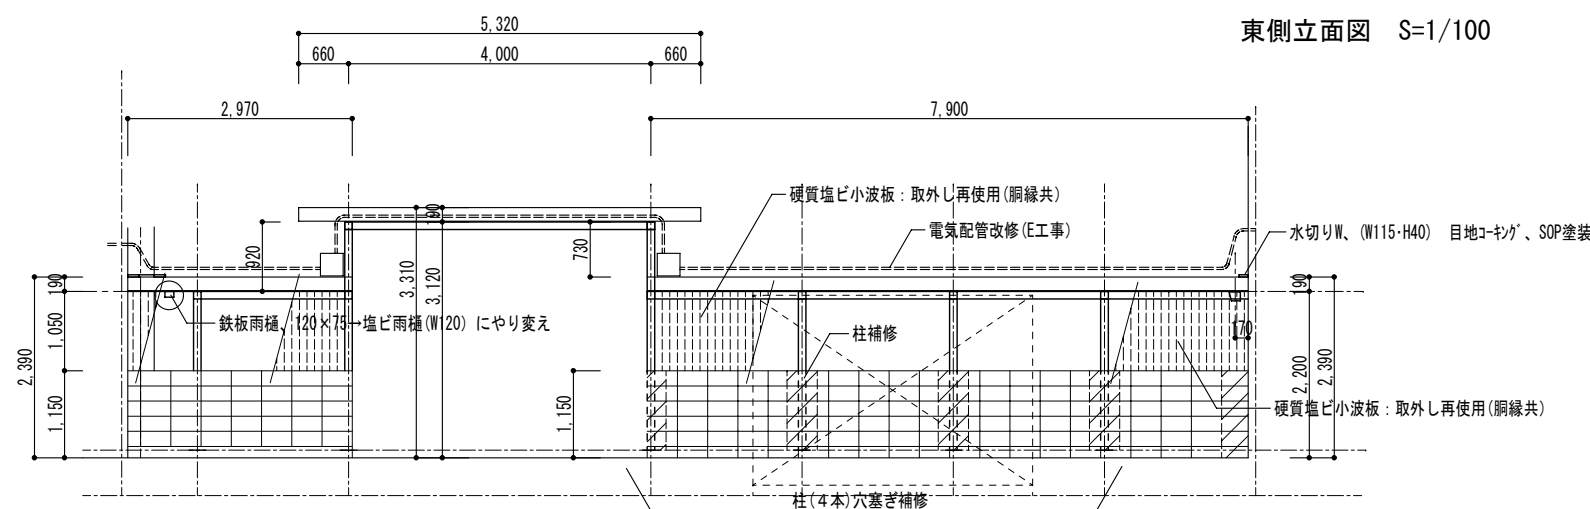 東側立面図 S=1/100
5,320
660
4,000
660
2,970
7,900
硬質塩ビ小波板：取外し再使用(胴縁共)
電気配管改修(E工事)
水切りW、(W115･H40) 目地ｺｰｷﾝｸﾞ、SOP塗装
190
920
730
3,310
3,120
190
190
鉄板雨樋、120×75→塩ビ雨樋(W120) にやり変え
柱補修
170
1,050
2,390
1,150
1,150
2,200
2,390
硬質塩ビ小波板：取外し再使用(胴縁共)
柱(４本)穴塞ぎ補修